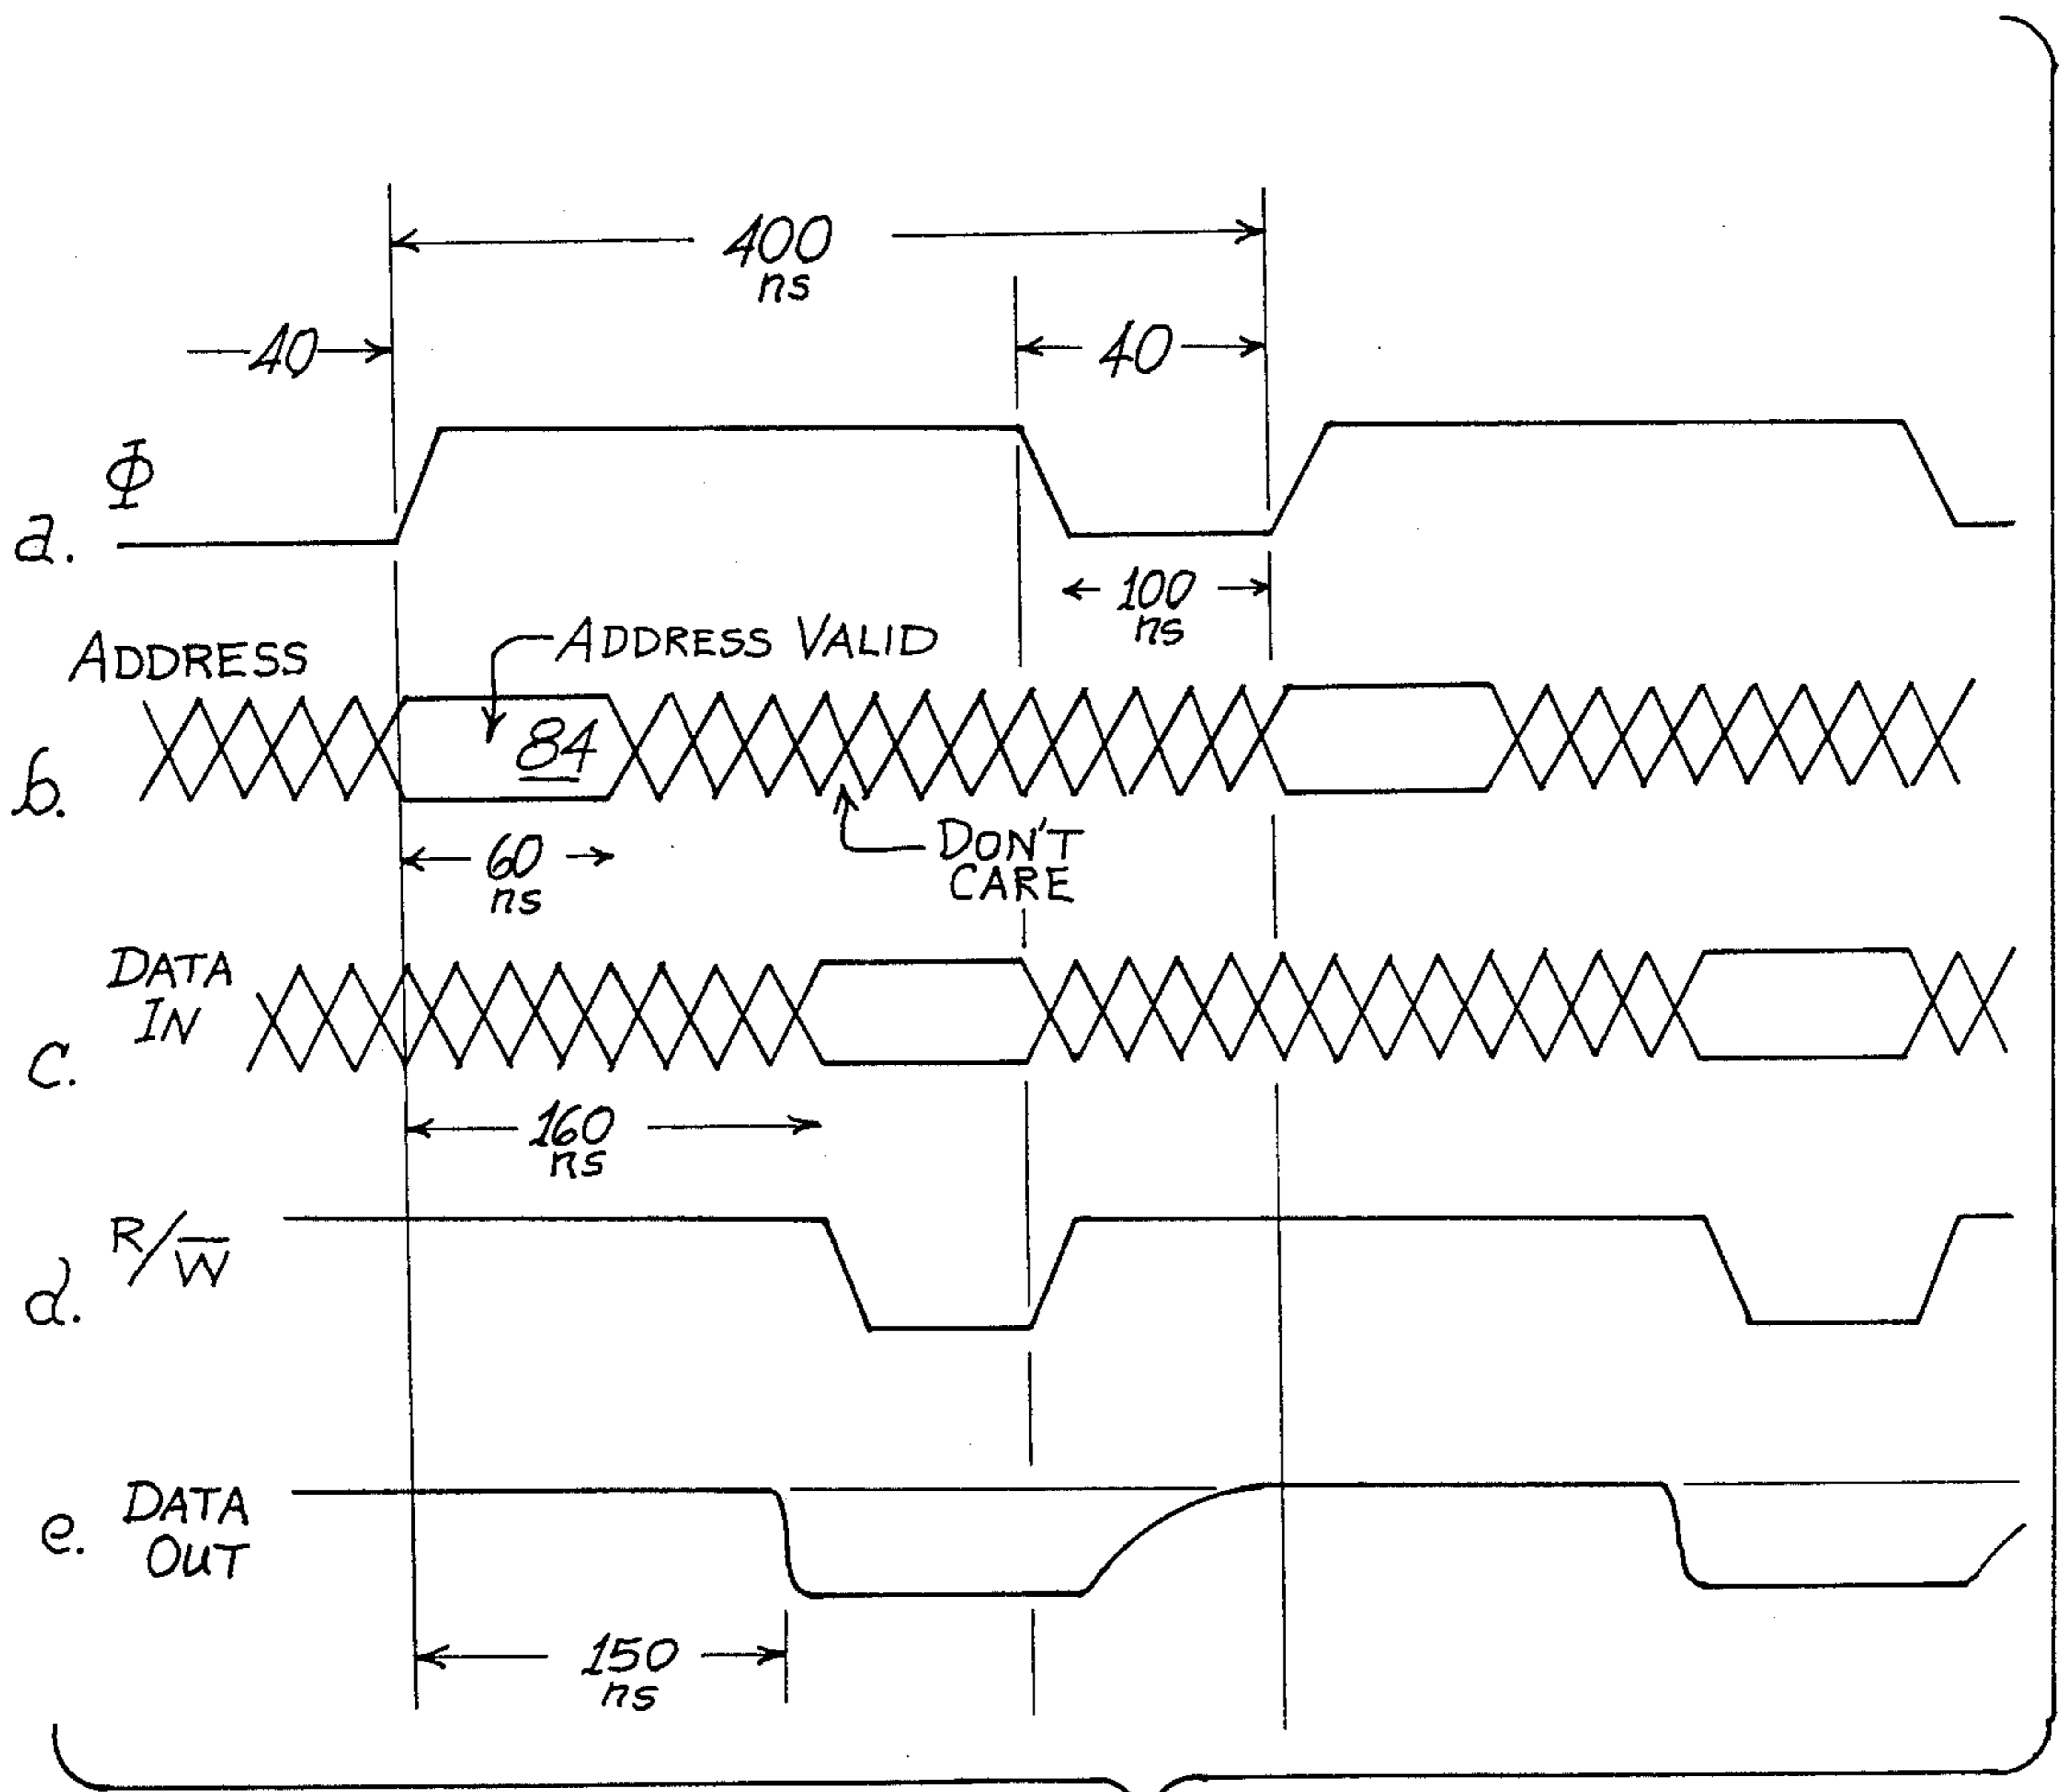 400
ns
40
40
Φ
a.
100
ns
ADDRESS
ADDRESS VALID
84
b.
60
ns
DON'T
CARE
DATA
IN
c.
160
ns
R/W̅
d.
DATA
OUT
e.
150
ns